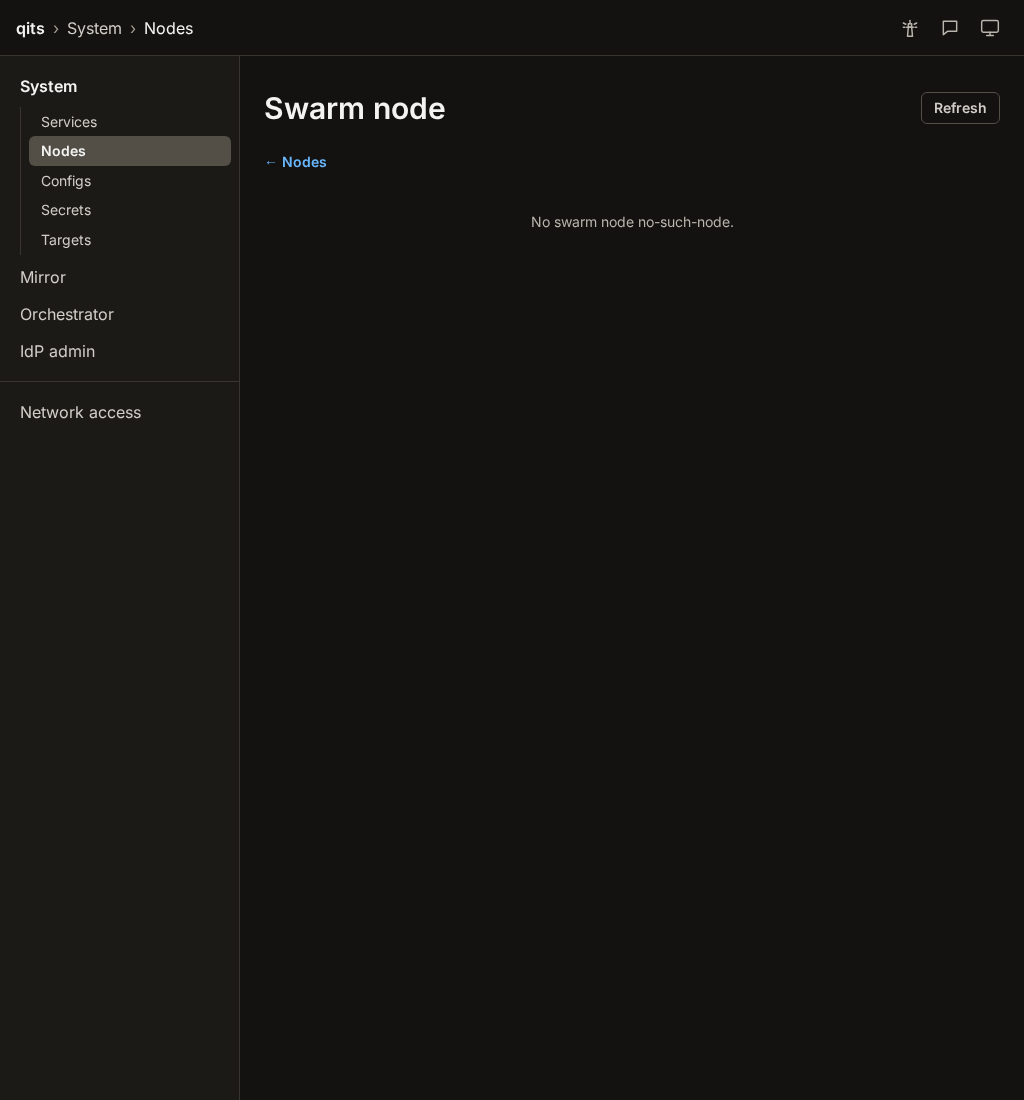 qits › System › Nodes
System
Services
Nodes
Configs
Secrets
Targets
Mirror
Orchestrator
IdP admin
Network access
Swarm node
Refresh
← Nodes
No swarm node no-such-node.